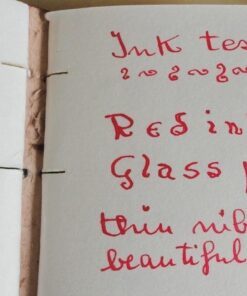 Ink tes
Red in
Glass
thin nib
beautiful